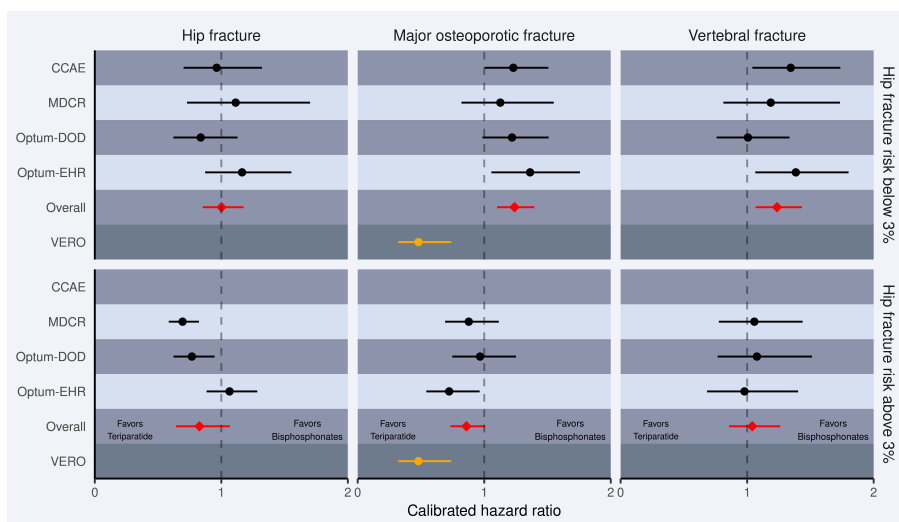 Hip fracture
Major osteoporotic fracture
Vertebral fracture
CCAE
MDCR
Optum-DOD
Optum-EHR
Overall
VERO
Hip fracture risk below 3%
CCAE
MDCR
Optum-DOD
Optum-EHR
Overall
VERO
Favors
Teriparatide
Favors
Bisphosphonates
Favors
Teriparatide
Favors
Bisphosphonates
Favors
Teriparatide
Favors
Bisphosphonates
Hip fracture risk above 3%
0 1 2 0 1 2 0 1 2
Calibrated hazard ratio